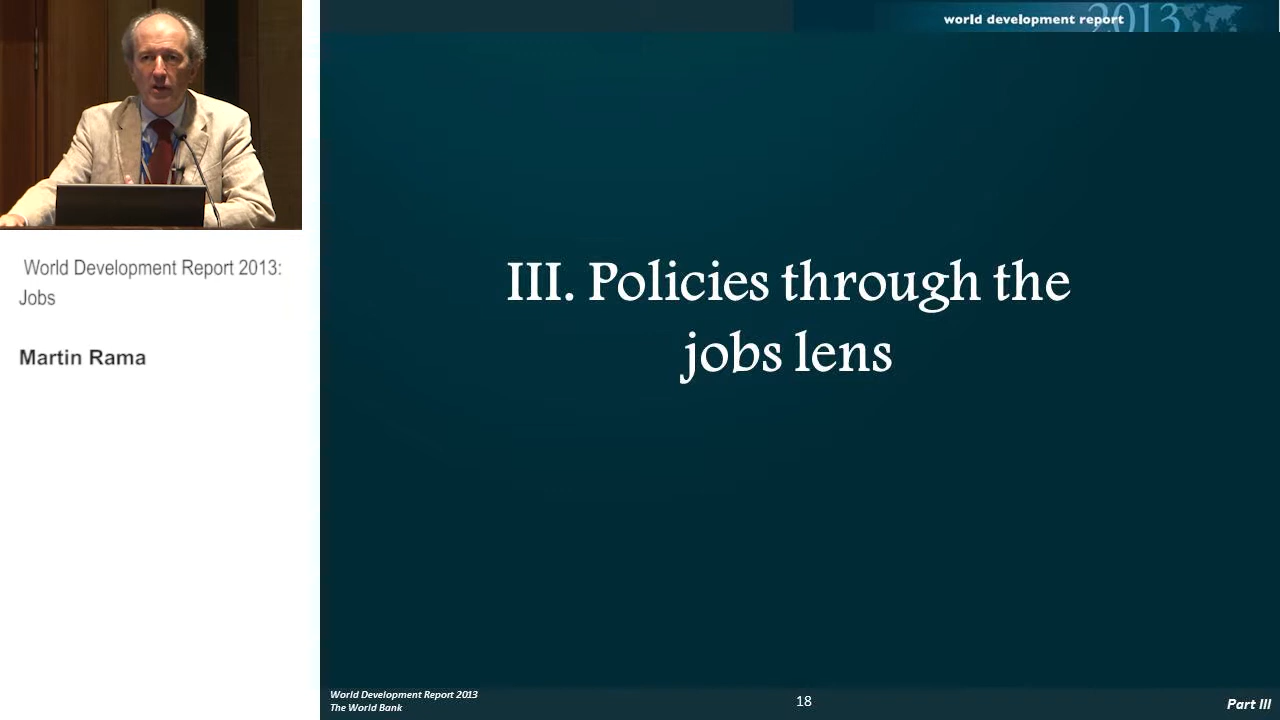 world development report 2013
World Development Report 2013:
Jobs
Martin Rama
III. Policies through the
jobs lens
World Development Report 2013
The World Bank
18
Part III